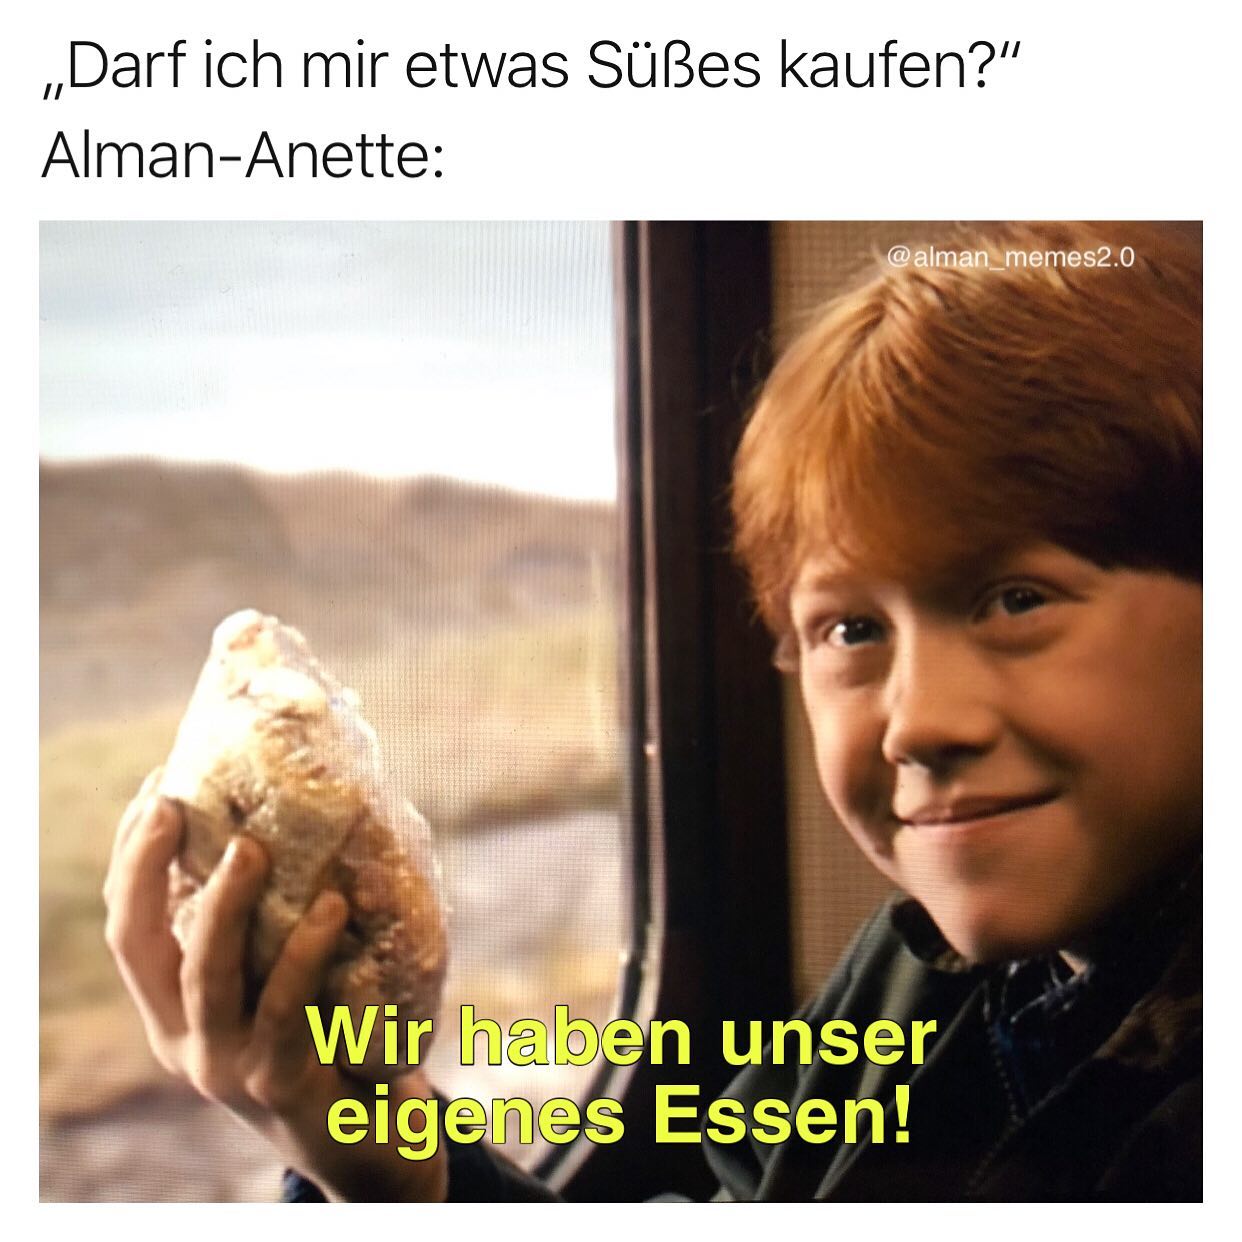 „Darf ich mir etwas Süßes kaufen?“
Alman-Anette:
@alman_memes2.0
Wir haben unser
eigenes Essen!